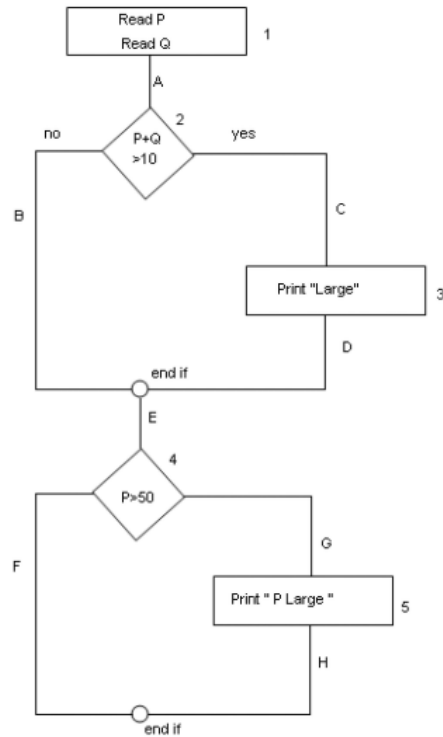 Read P
Read Q
1
A
2
no
P+Q
>10
yes
B
C
Print "Large"
3
D
end if
E
4
P>50
F
G
Print " P Large "
5
H
end if